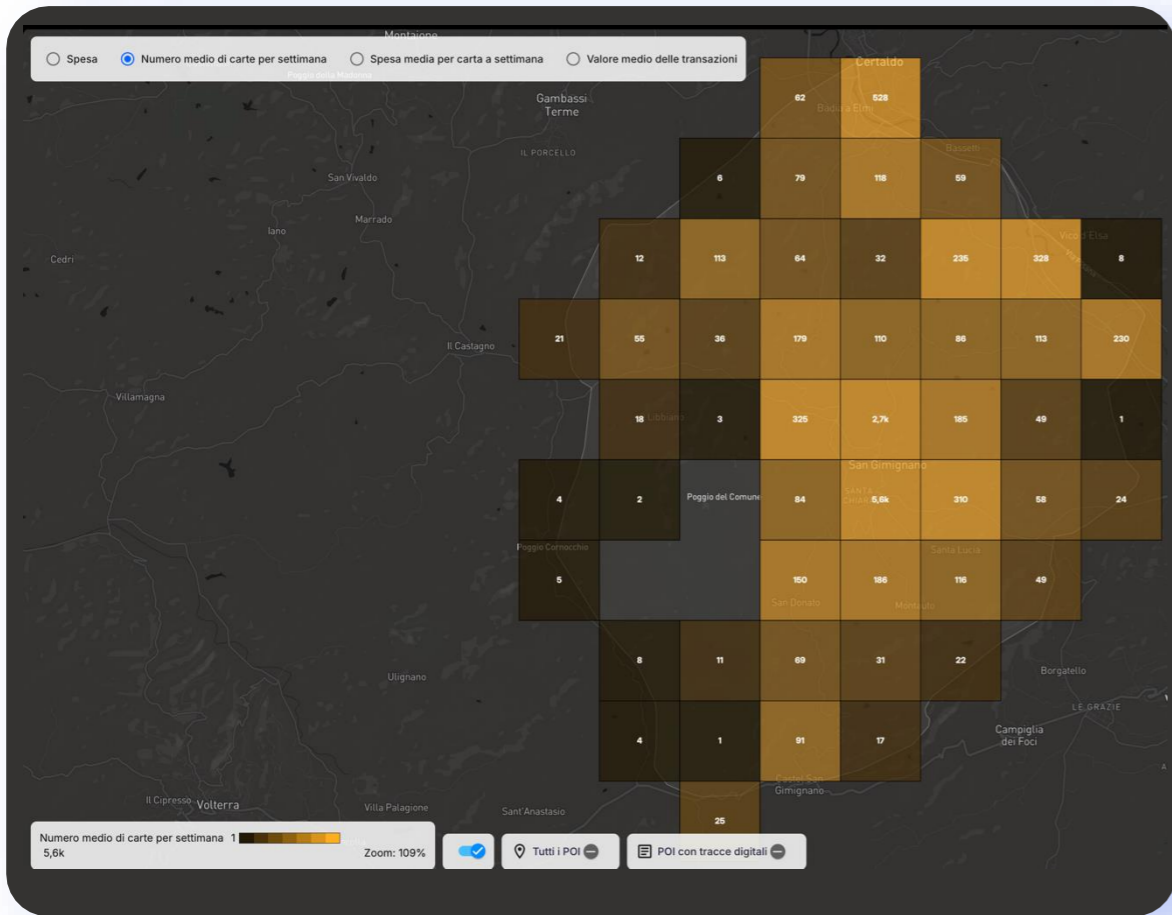 Montaione
Spesa
Numero medio di carte per settimana
Spesa media per carta a settimana
Valore medio delle transazioni
Poggio della Madonna
Certaldo
Gambassi
Terme
62
528
Badia a Elmi
IL PORCELLO
Bassetti
San Vivaldo
6
79
118
59
Marrado
Iano
Vico d'Elsa
Cedri
12
113
64
32
235
328
8
Il Castagno
21
55
36
179
110
86
113
230
Villamagna
18
Libbiano
3
325
2,7k
185
49
1
San Gimignano
4
2
Poggio del Comune
84
SANTA
5,6k
310
58
24
Poggio Cornocchio
Santa Lucia
5
150
186
116
49
San Donato
Montauto
8
11
69
31
22
Ulignano
Borgatello
LE GRAZIE
4
1
91
17
Campiglia
dei Foci
Castel San
Gimignano
Il Cipresso
Volterra
Villa Palagione
Sant'Anastasio
25
Numero medio di carte per settimana 1
5,6k
Zoom: 109%
Tutti i POI
POI con tracce digitali